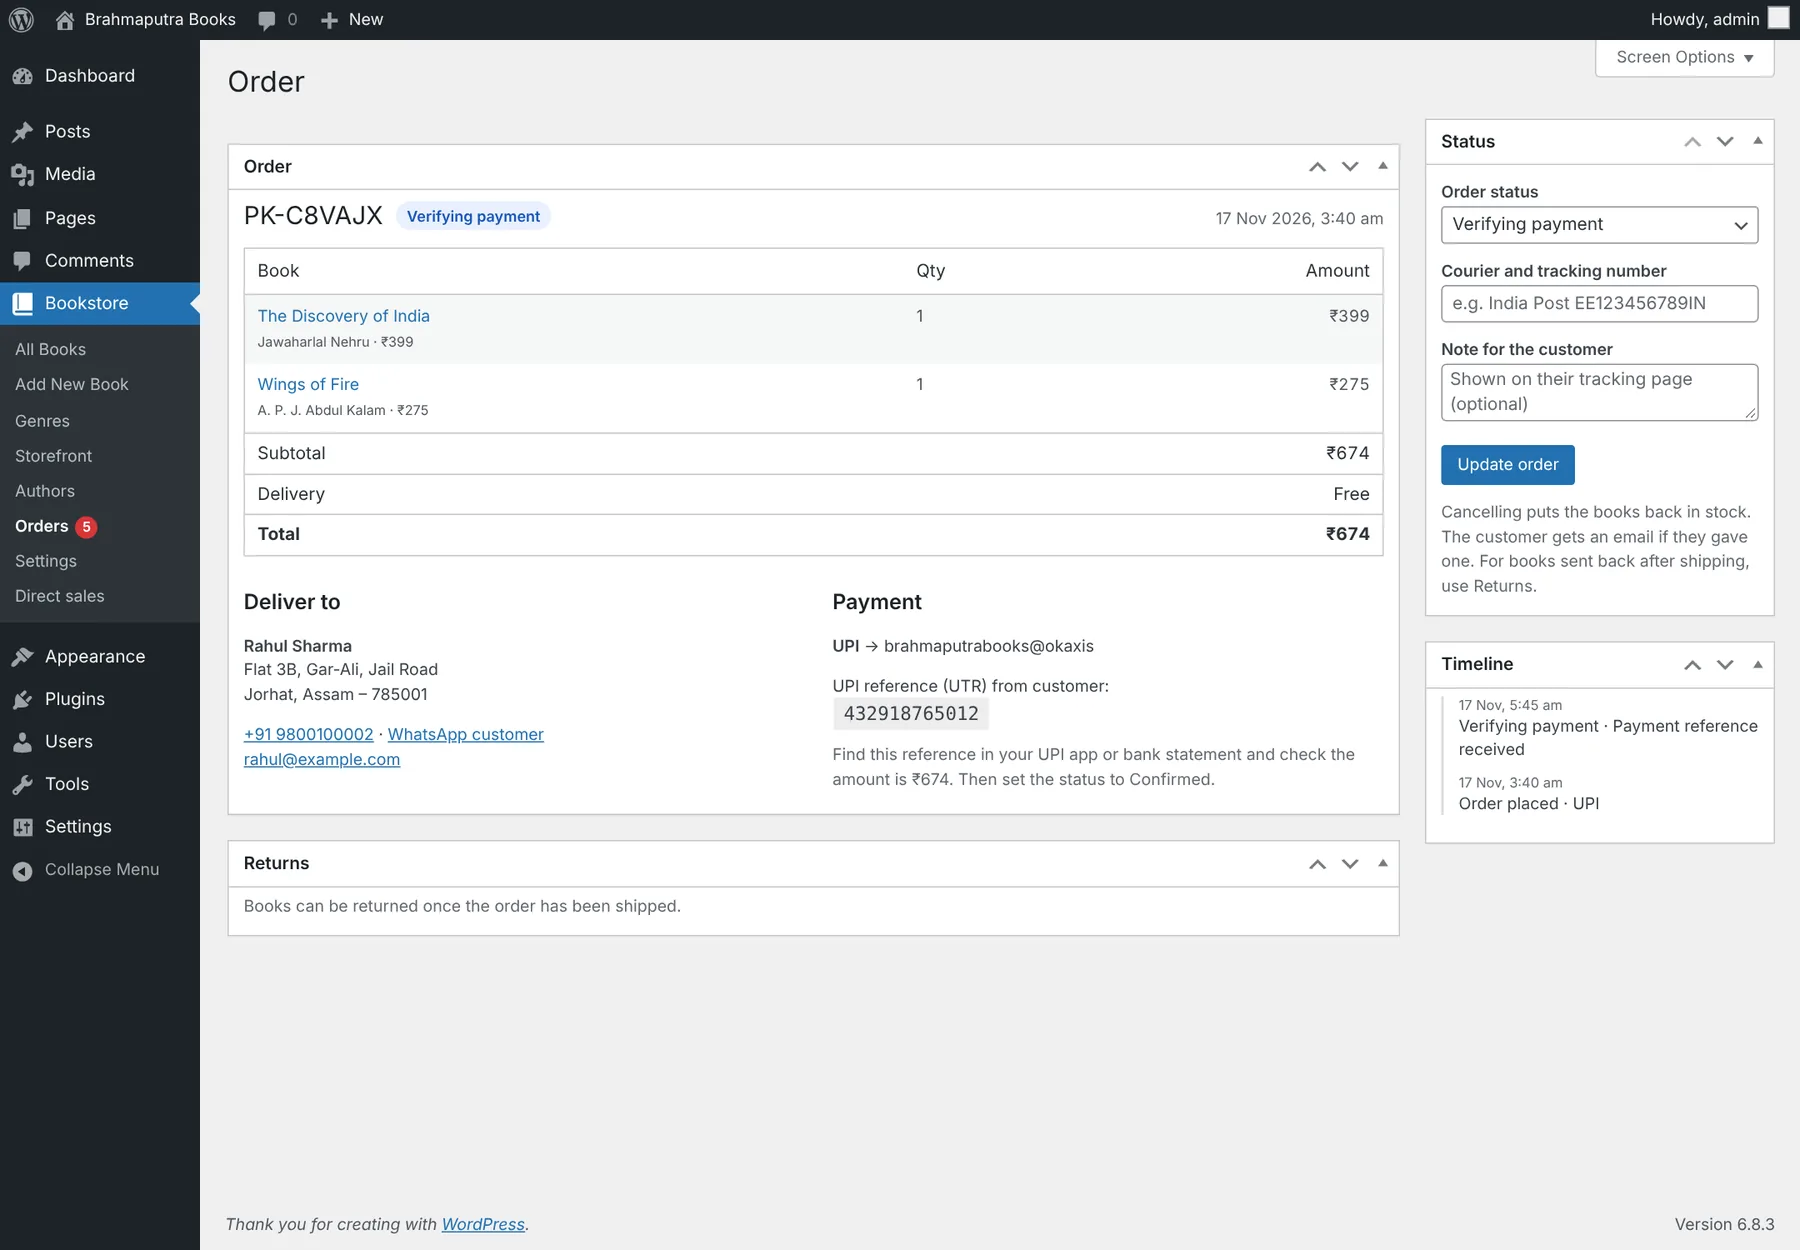 Brahmaputra Books 0 New Howdy, admin
Screen Options
Dashboard
Posts
Media
Pages
Comments
Bookstore
All Books
Add New Book
Genres
Storefront
Authors
Orders 5
Settings
Direct sales
Appearance
Plugins
Users
Tools
Settings
Collapse Menu
Order
Order
PK-C8VAJX Verifying payment 17 Nov 2026, 3:40 am
Book Qty Amount
The Discovery of India 1 ₹399
Jawaharlal Nehru · ₹399
Wings of Fire 1 ₹275
A. P. J. Abdul Kalam · ₹275
Subtotal ₹674
Delivery Free
Total ₹674
Deliver to
Rahul Sharma
Flat 3B, Gar-Ali, Jail Road
Jorhat, Assam – 785001
+91 9800100002 · WhatsApp customer
rahul@example.com
Payment
UPI → brahmaputrabooks@okaxis
UPI reference (UTR) from customer:
432918765012
Find this reference in your UPI app or bank statement and check the
amount is ₹674. Then set the status to Confirmed.
Returns
Books can be returned once the order has been shipped.
Status
Order status
Verifying payment
Courier and tracking number
e.g. India Post EE123456789IN
Note for the customer
Shown on their tracking page
(optional)
Update order
Cancelling puts the books back in stock.
The customer gets an email if they gave
one. For books sent back after shipping,
use Returns.
Timeline
17 Nov, 5:45 am
Verifying payment · Payment reference
received
17 Nov, 3:40 am
Order placed · UPI
Thank you for creating with WordPress.
Version 6.8.3